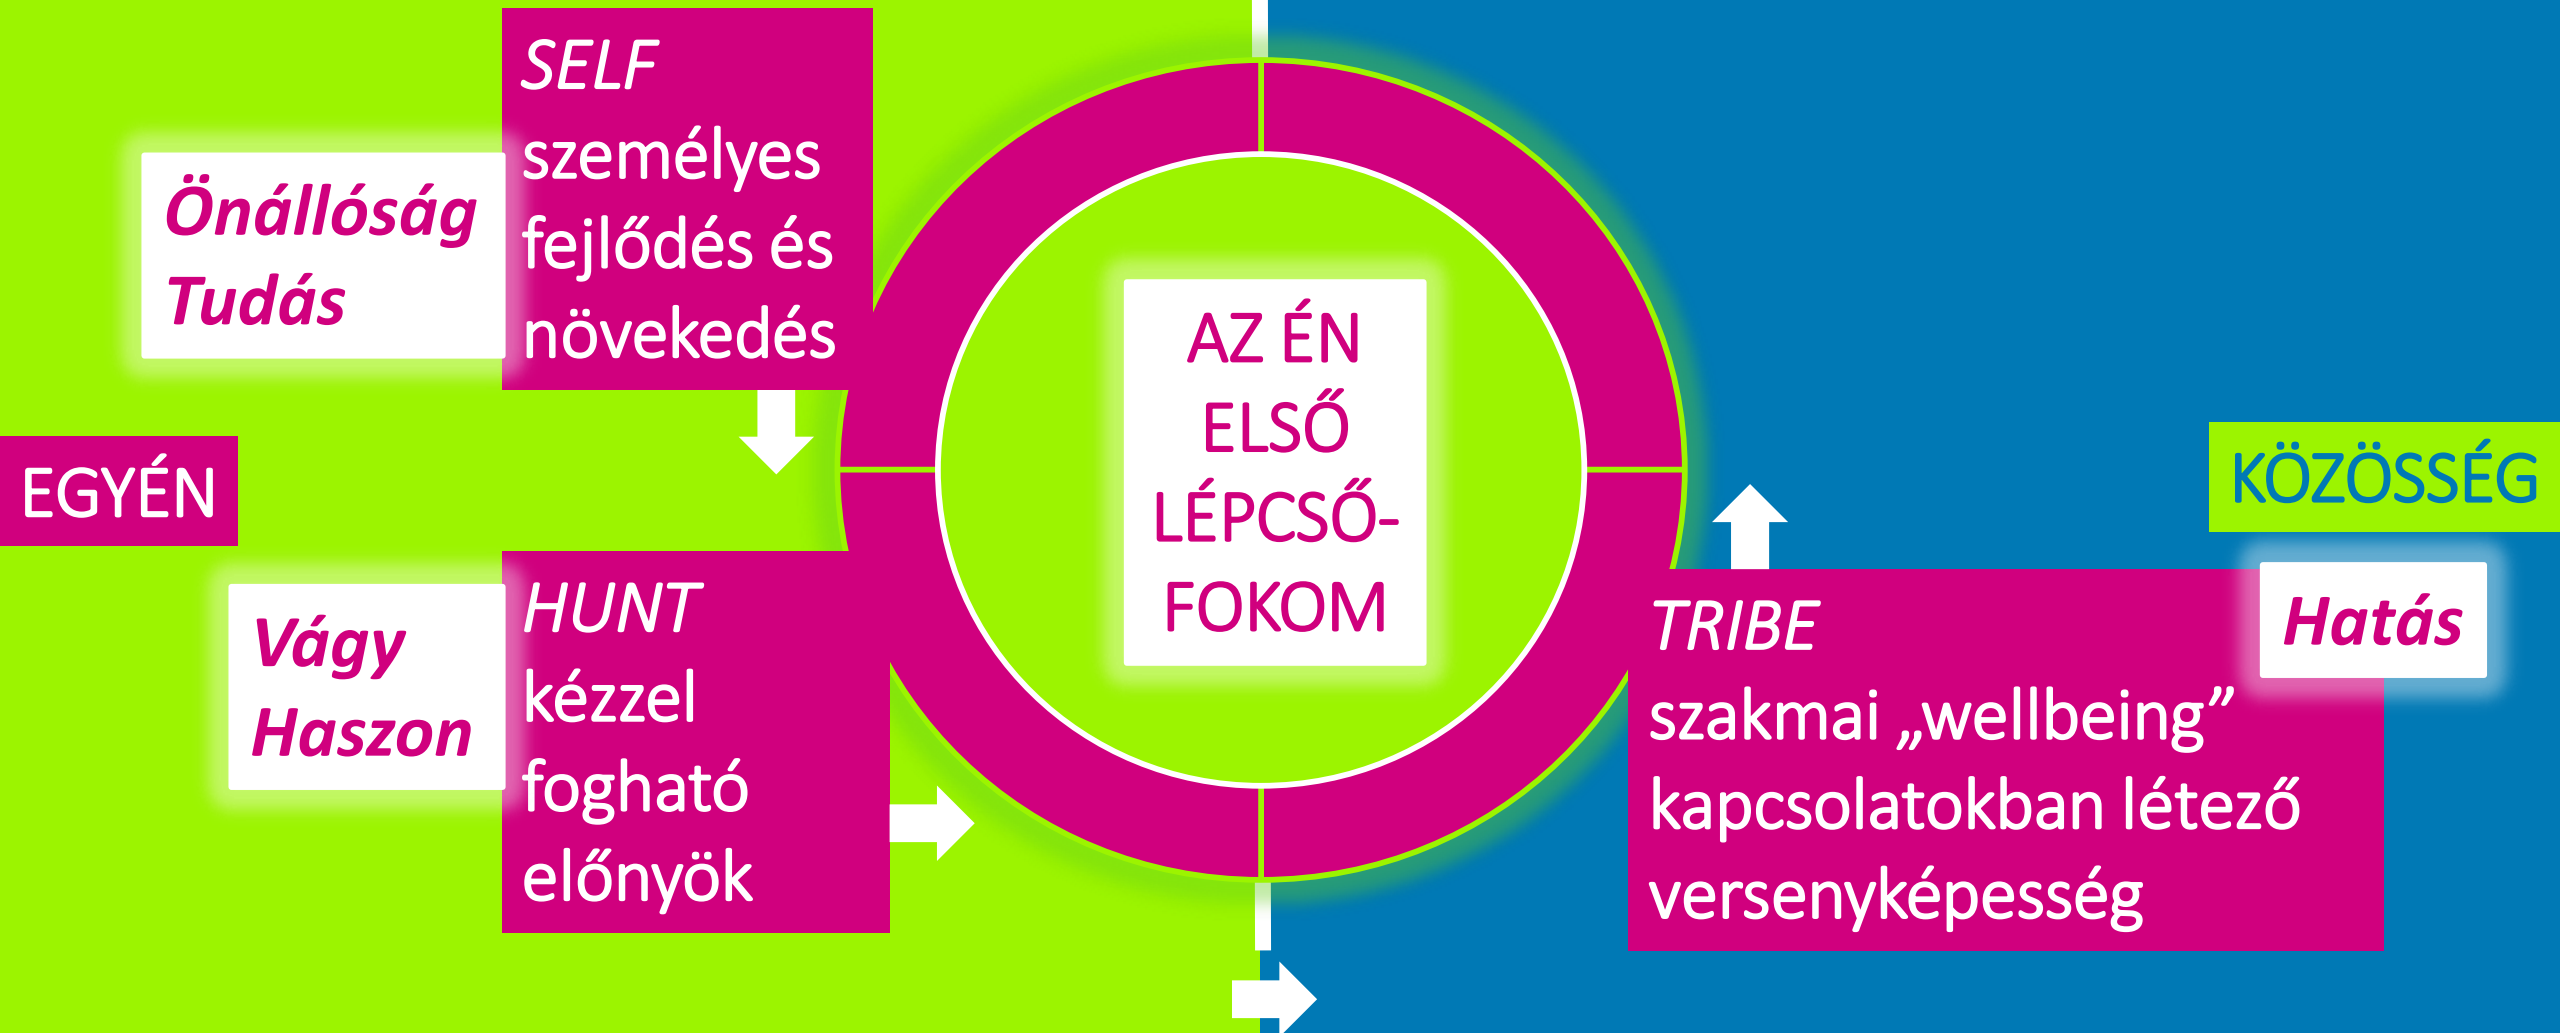 SELF
személyes
fejlődés és
növekedés
Önállóság
Tudás
EGYÉN
HUNT
kézzel
fogható
előnyök
Vágy
Haszon
AZ ÉN
ELSŐ
LÉPCSŐ-
FOKOM
KÖZÖSSÉG
Hatás
TRIBE
szakmai „wellbeing”
kapcsolatokban létező
versenyképesség